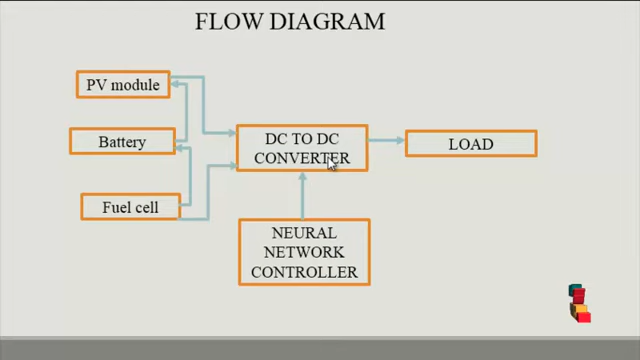 FLOW DIAGRAM
PV module
Battery
Fuel cell
DC TO DC
CONVERTER
LOAD
NEURAL
NETWORK
CONTROLLER